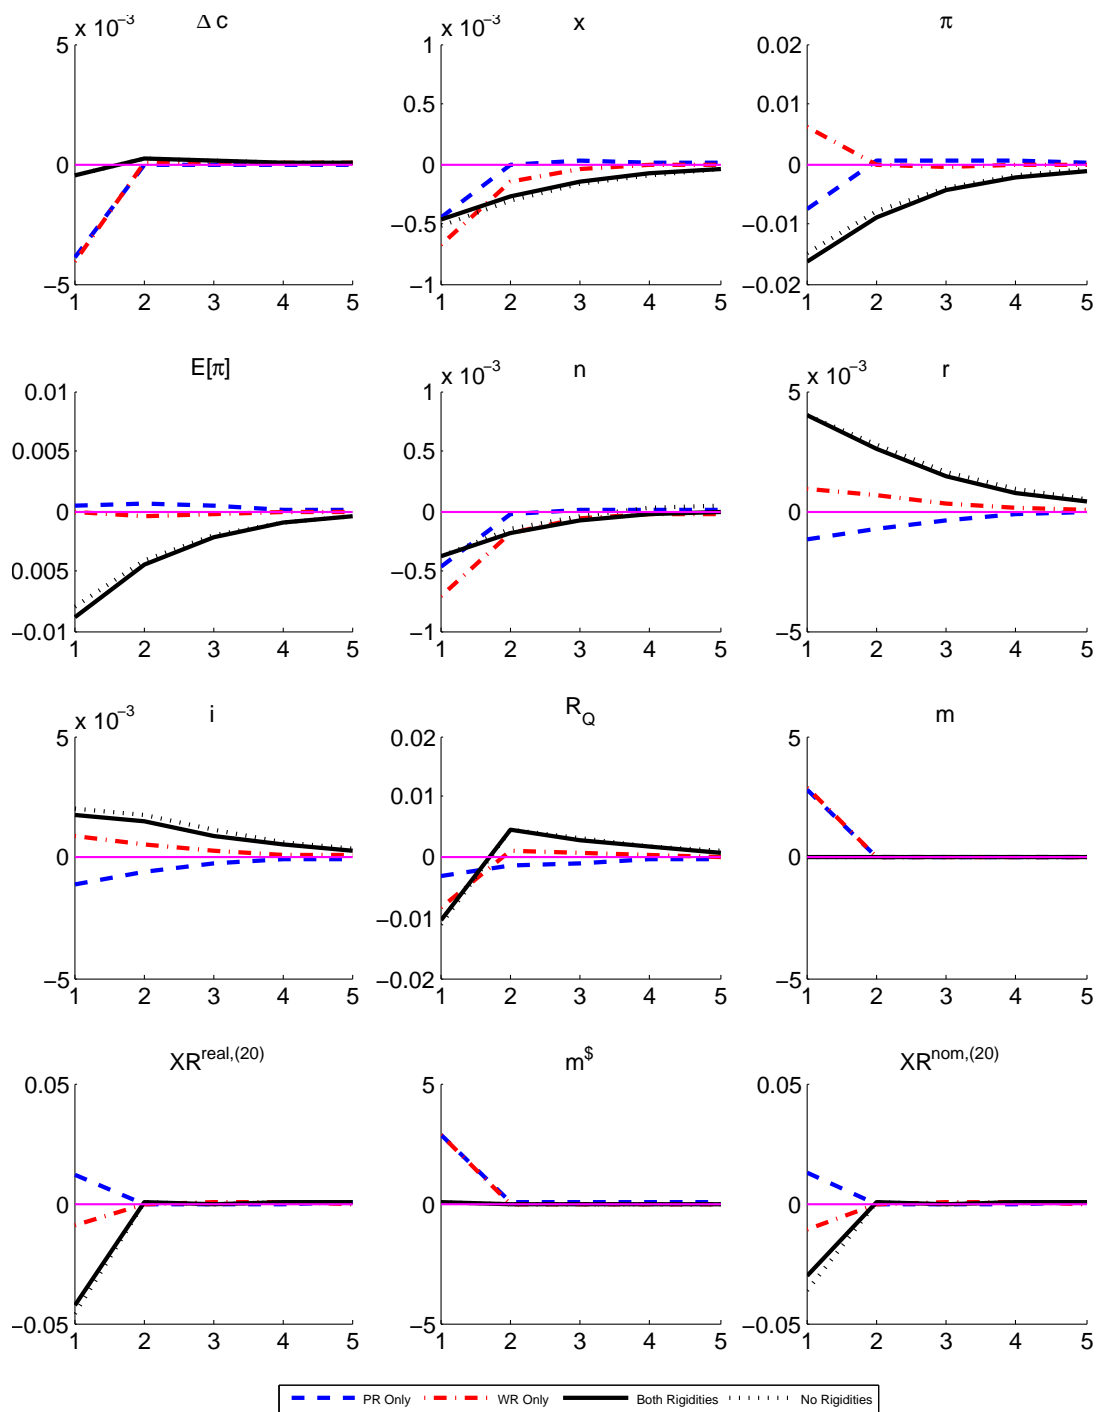 x 10⁻³ Δ c
5
0
−5
1 2 3 4 5
x 10⁻³ x
1
0.5
0
−0.5
−1
1 2 3 4 5
π
0.02
0.01
0
−0.01
−0.02
1 2 3 4 5
E[π]
0.01
0.005
0
0.005
−0.01
1 2 3 4 5
x 10⁻³ n
1
0.5
0
−0.5
−1
1 2 3 4 5
x 10⁻³ r
5
0
−5
1 2 3 4 5
x 10⁻³ i
5
0
−5
1 2 3 4 5
R_Q
0.02
0.01
0
−0.01
−0.02
1 2 3 4 5
m
5
0
−5
1 2 3 4 5
XR^real,(20)
0.05
0
−0.05
1 2 3 4 5
m^$
5
0
−5
1 2 3 4 5
XR^nom,(20)
0.05
0
−0.05
1 2 3 4 5
PR Only WR Only Both Rigidities No Rigidities